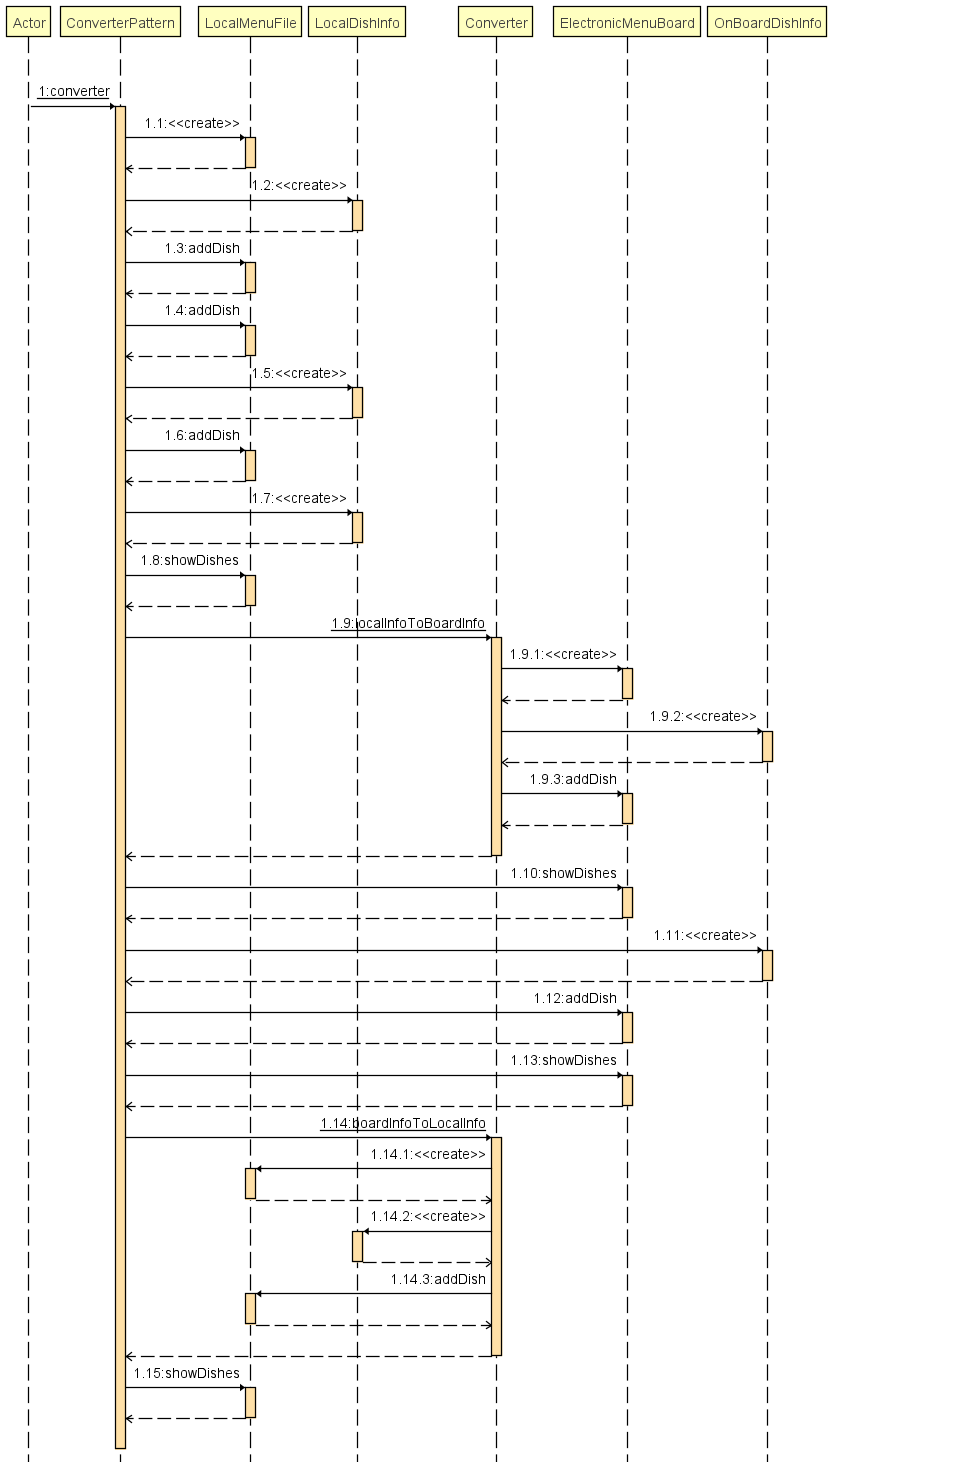 Actor
ConverterPattern
LocalMenuFile
LocalDishInfo
Converter
ElectronicMenuBoard
OnBoardDishInfo
1:converter
1.1:<<create>>
1.2:<<create>>
1.3:addDish
1.4:addDish
1.5:<<create>>
1.6:addDish
1.7:<<create>>
1.8:showDishes
1.9:localInfoToBoardInfo
1.9.1:<<create>>
1.9.2:<<create>>
1.9.3:addDish
1.10:showDishes
1.11:<<create>>
1.12:addDish
1.13:showDishes
1.14:boardInfoToLocalInfo
1.14.1:<<create>>
1.14.2:<<create>>
1.14.3:addDish
1.15:showDishes